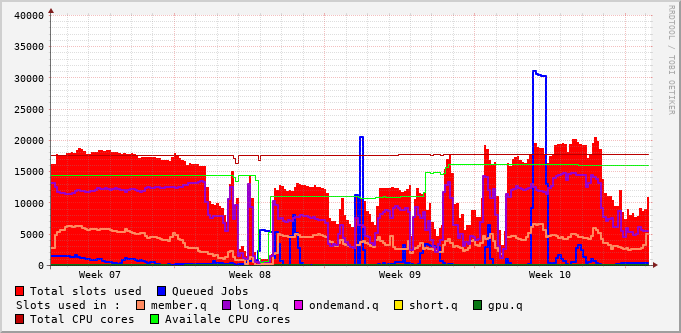 40000
35000
30000
25000
20000
15000
10000
5000
0
Week 07 Week 08 Week 09 Week 10
Total slots used Queued Jobs
Slots used in : member.q long.q ondemand.q short.q gpu.q
Total CPU cores Availale CPU cores
RRDTOOL / TOBI OETIKER